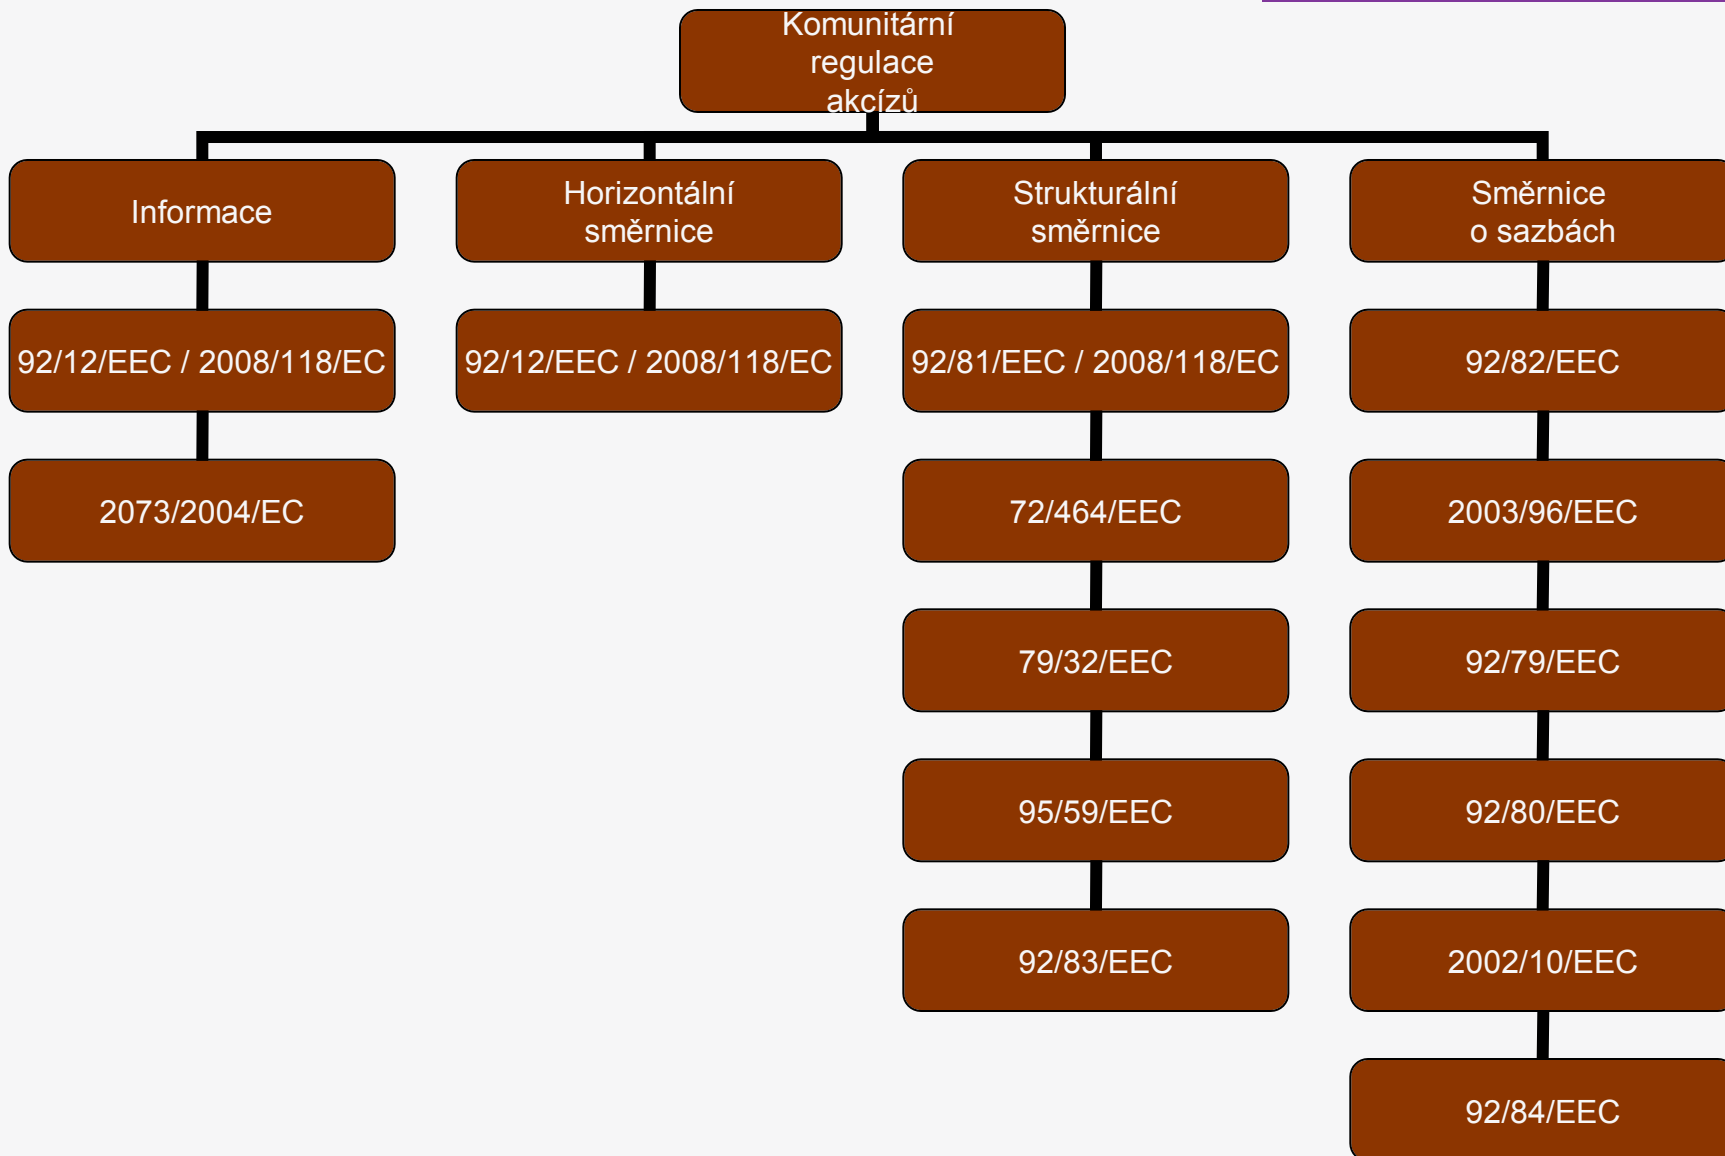 Komunitární
regulace
akcízů
Informace
Horizontální
směrnice
Strukturální
směrnice
Směrnice
o sazbách
92/12/EEC / 2008/118/EC
92/12/EEC / 2008/118/EC
92/81/EEC / 2008/118/EC
92/82/EEC
2073/2004/EC
72/464/EEC
2003/96/EEC
79/32/EEC
92/79/EEC
95/59/EEC
92/80/EEC
92/83/EEC
2002/10/EEC
92/84/EEC